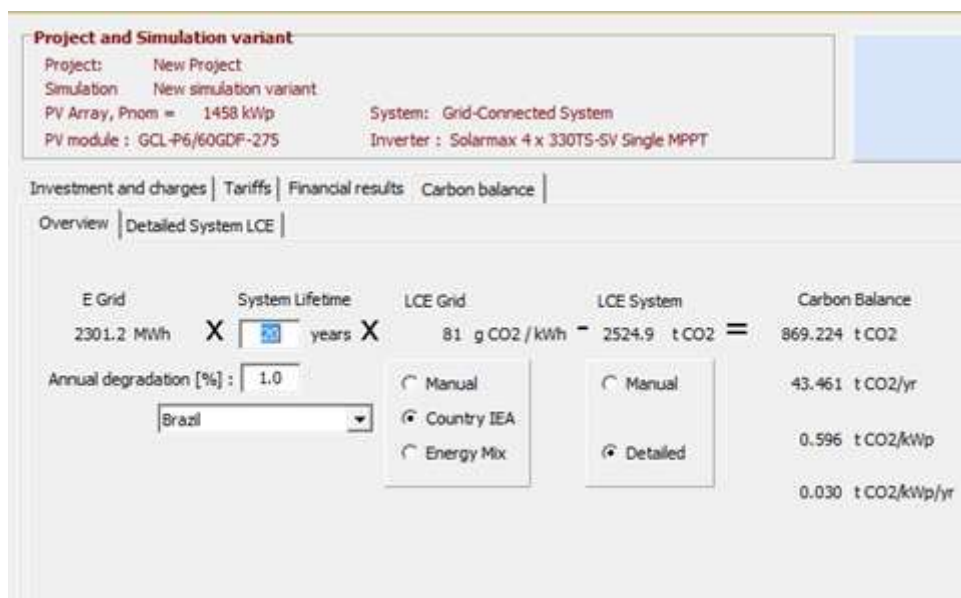 Project and Simulation variant
Project: New Project
Simulation New simulation variant
PV Array, Pnom = 1458 kWp System: Grid-Connected System
PV module : GCL-P6/60GDF-275 Inverter : Solarmax 4 x 330TS-SV Single MPPT
Investment and charges Tariffs Financial results Carbon balance
Overview Detailed System LCE
E Grid System Lifetime LCE Grid LCE System Carbon Balance
2301.2 MWh X 20 years X 81 g CO2 / kWh - 2524.9 t CO2 = 869.224 t CO2
Annual degradation [%] : 1.0 Manual Manual 43.461 t CO2/yr
Brazil Country IEA
0.596 t CO2/kWp
Energy Mix Detailed
0.030 t CO2/kWp/yr